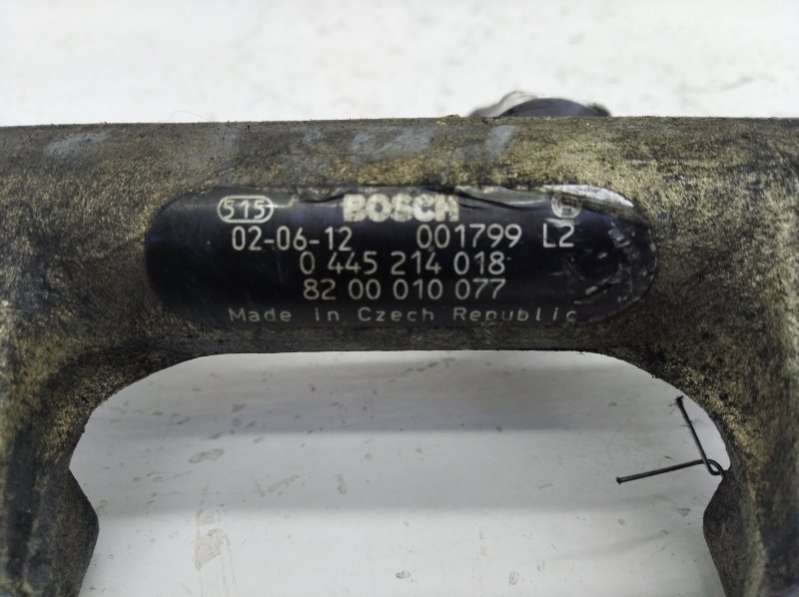 515 BOSCH
02-06-12 001799 L2
0 445 214 018
82 00 010 077
Made in Czech Republic